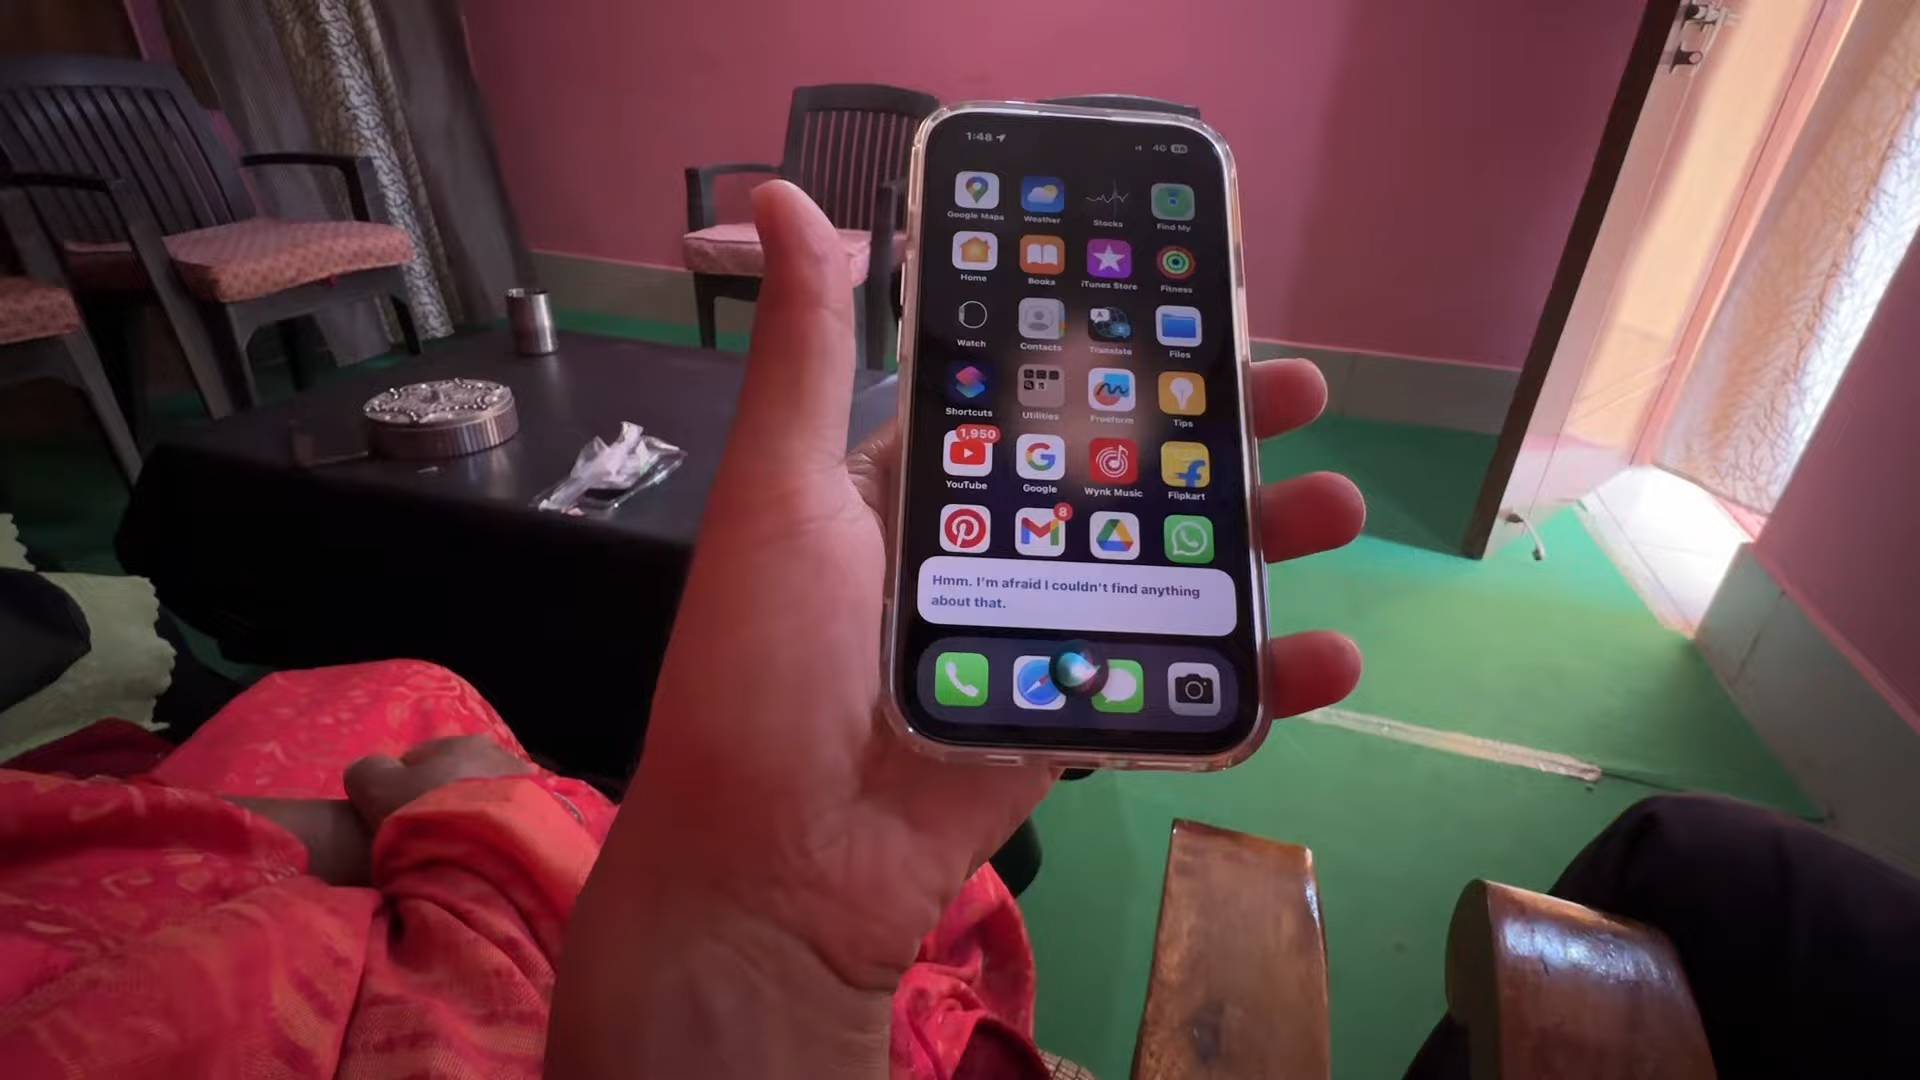 1:48
4G
Google Maps Weather Stocks Find My
Home Books iTunes Store Fitness
Watch Contacts Translate Files
Shortcuts Utilities Freeform Tips
1,950
YouTube Google Wynk Music Flipkart
8
Hmm. I'm afraid I couldn't find anything
about that.